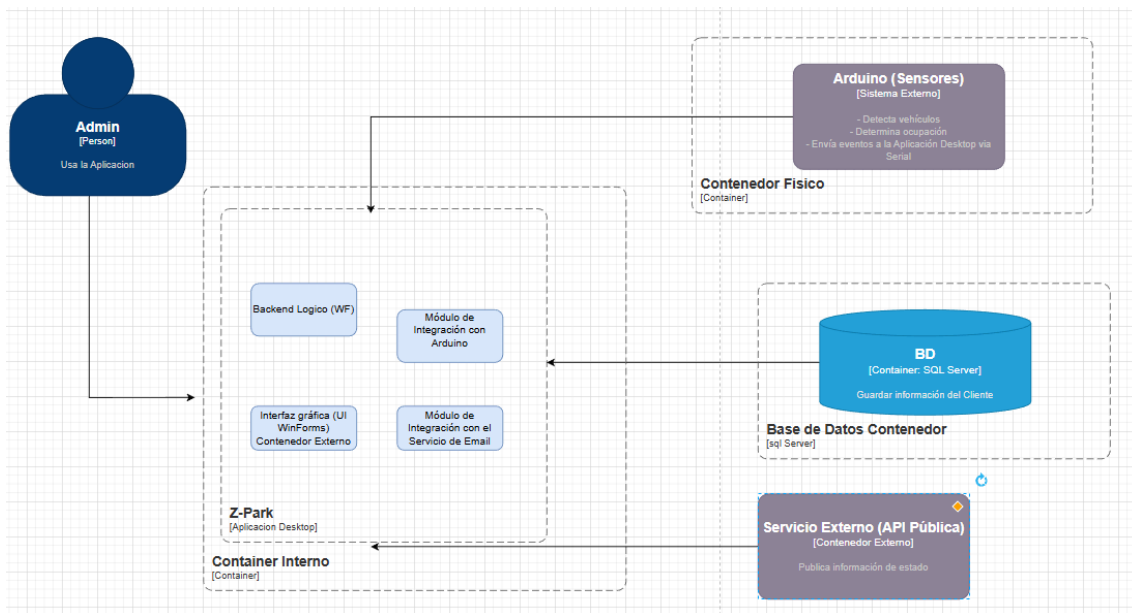 Admin
[Person]
Usa la Aplicacion
Arduino (Sensores)
[Sistema Externo]
- Detecta vehículos
- Determina ocupación
- Envía eventos a la Aplicación Desktop via
Serial
Contenedor Fisico
[Container]
Backend Logico (WF)
Módulo de
Integración con
Arduino
Interfaz gráfica (UI
WinForms)
Contenedor Externo
Módulo de
Integración con el
Servicio de Email
Z-Park
[Aplicacion Desktop]
Container Interno
[Container]
BD
[Container: SQL Server]
Guardar información del Cliente
Base de Datos Contenedor
[sql Server]
Servicio Externo (API Pública)
[Contenedor Externo]
Publica información de estado